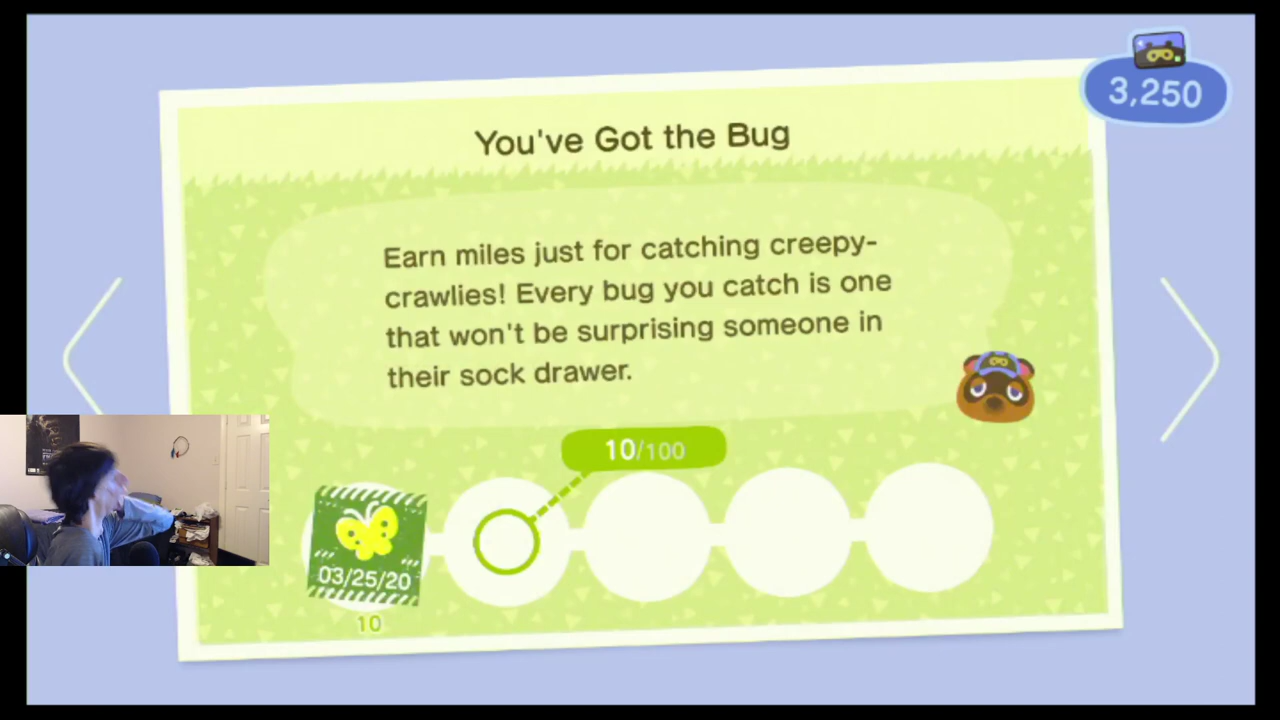 3,250
You've Got the Bug
Earn miles just for catching creepy-
crawlies! Every bug you catch is one
that won't be surprising someone in
their sock drawer.
10/100
03/25/20
10